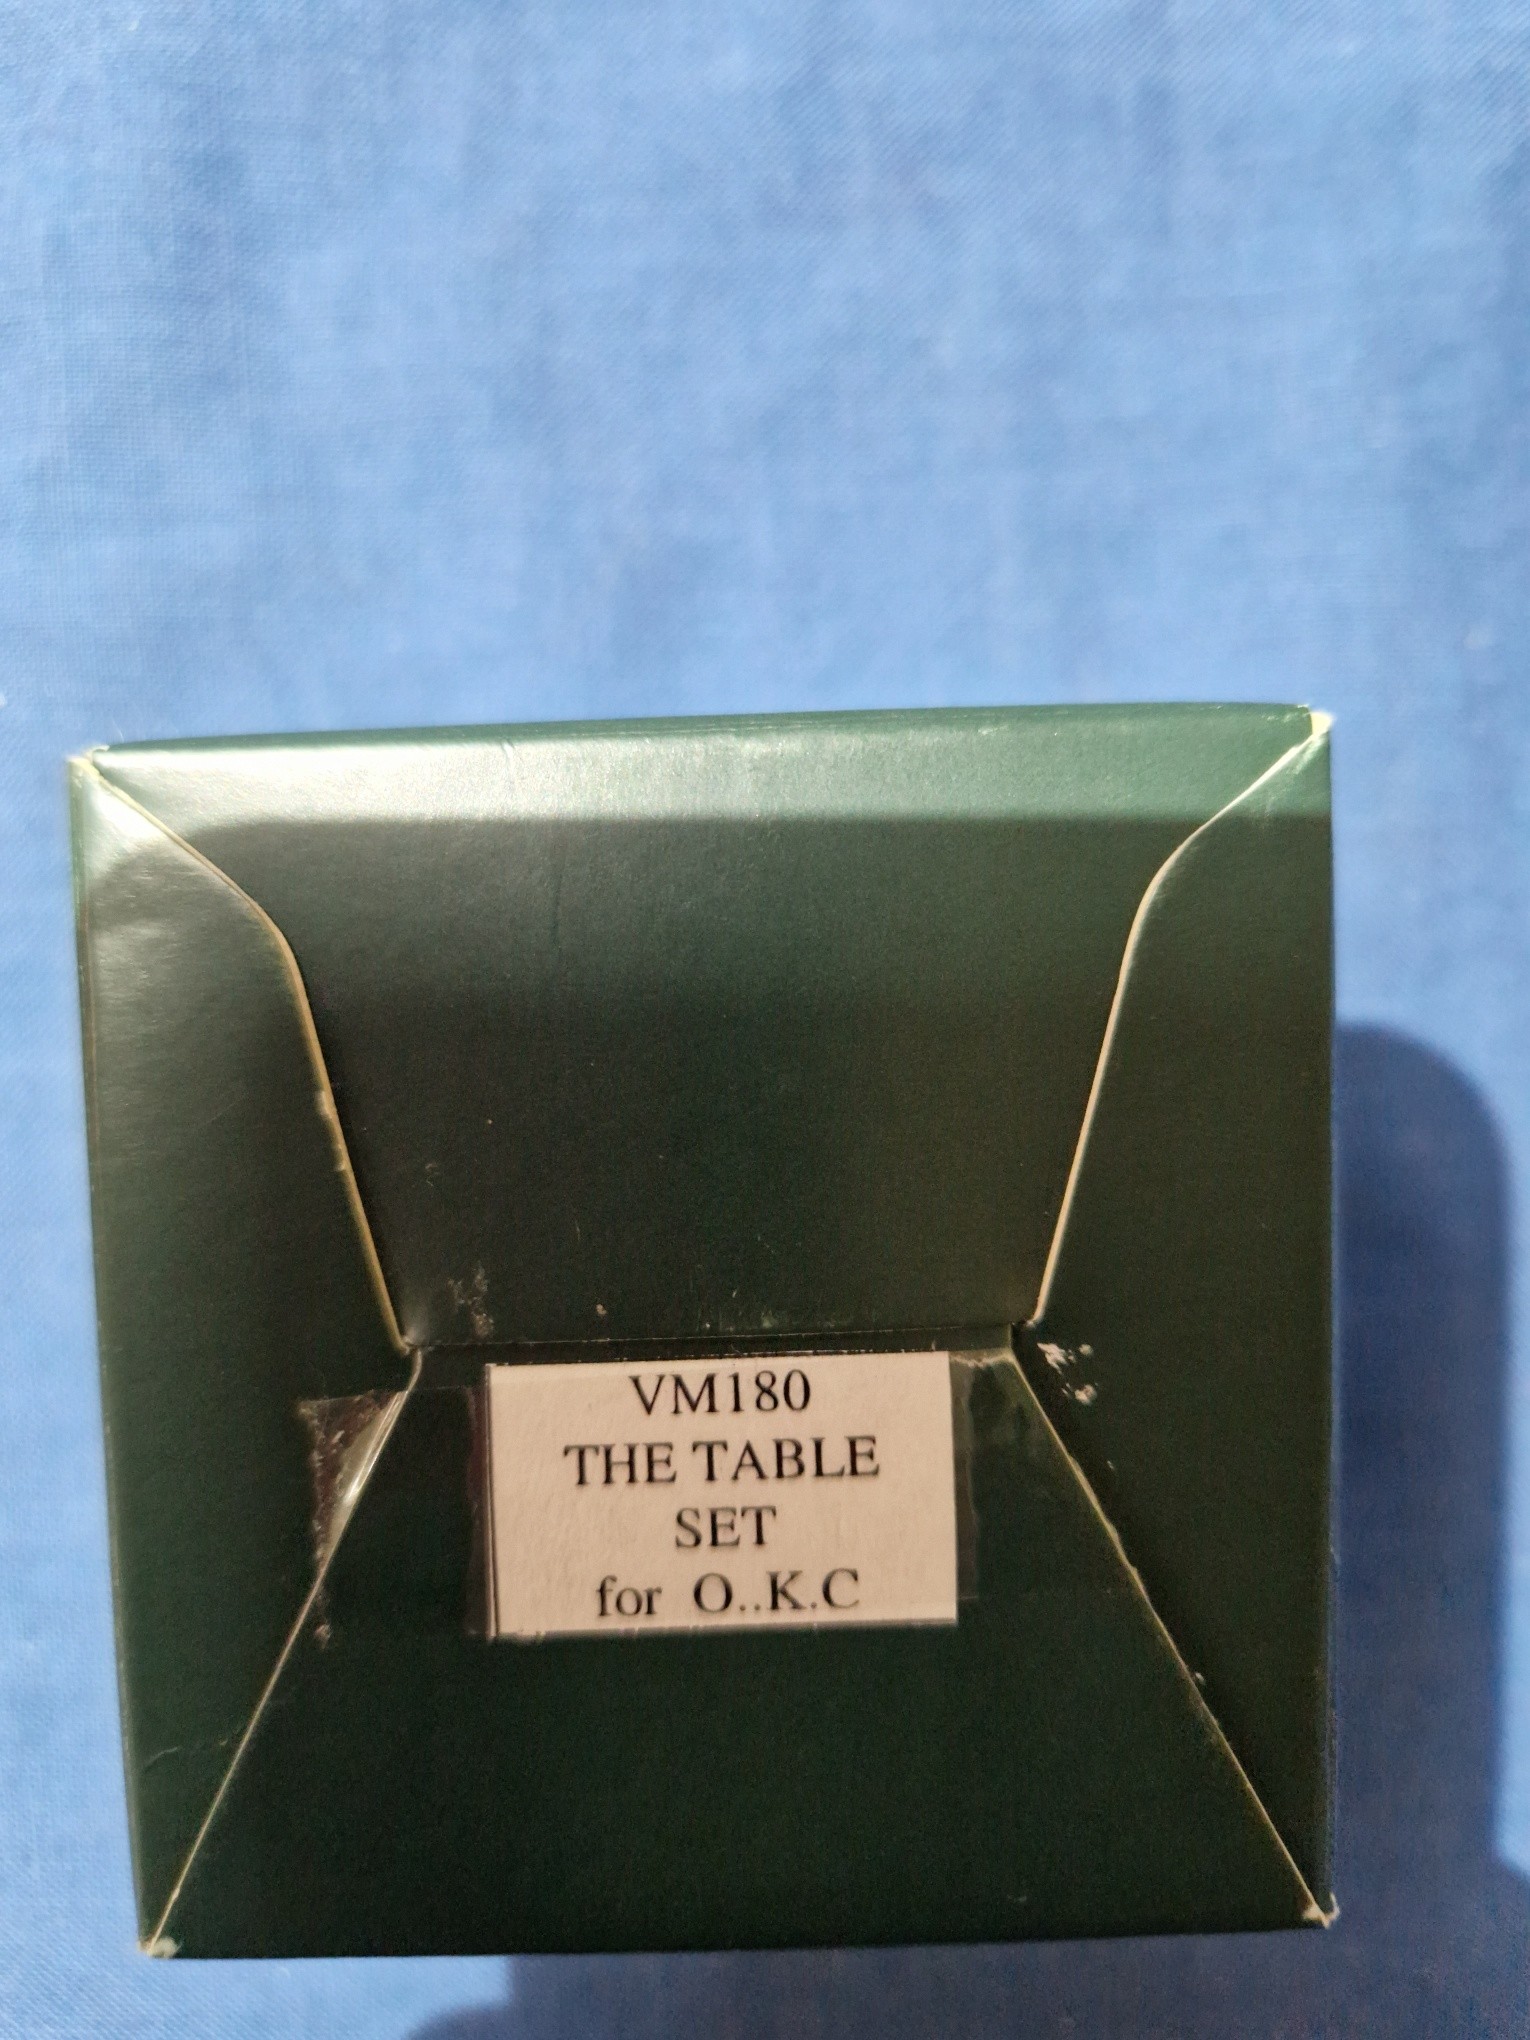 VM180
THE TABLE
SET
for O..K.C